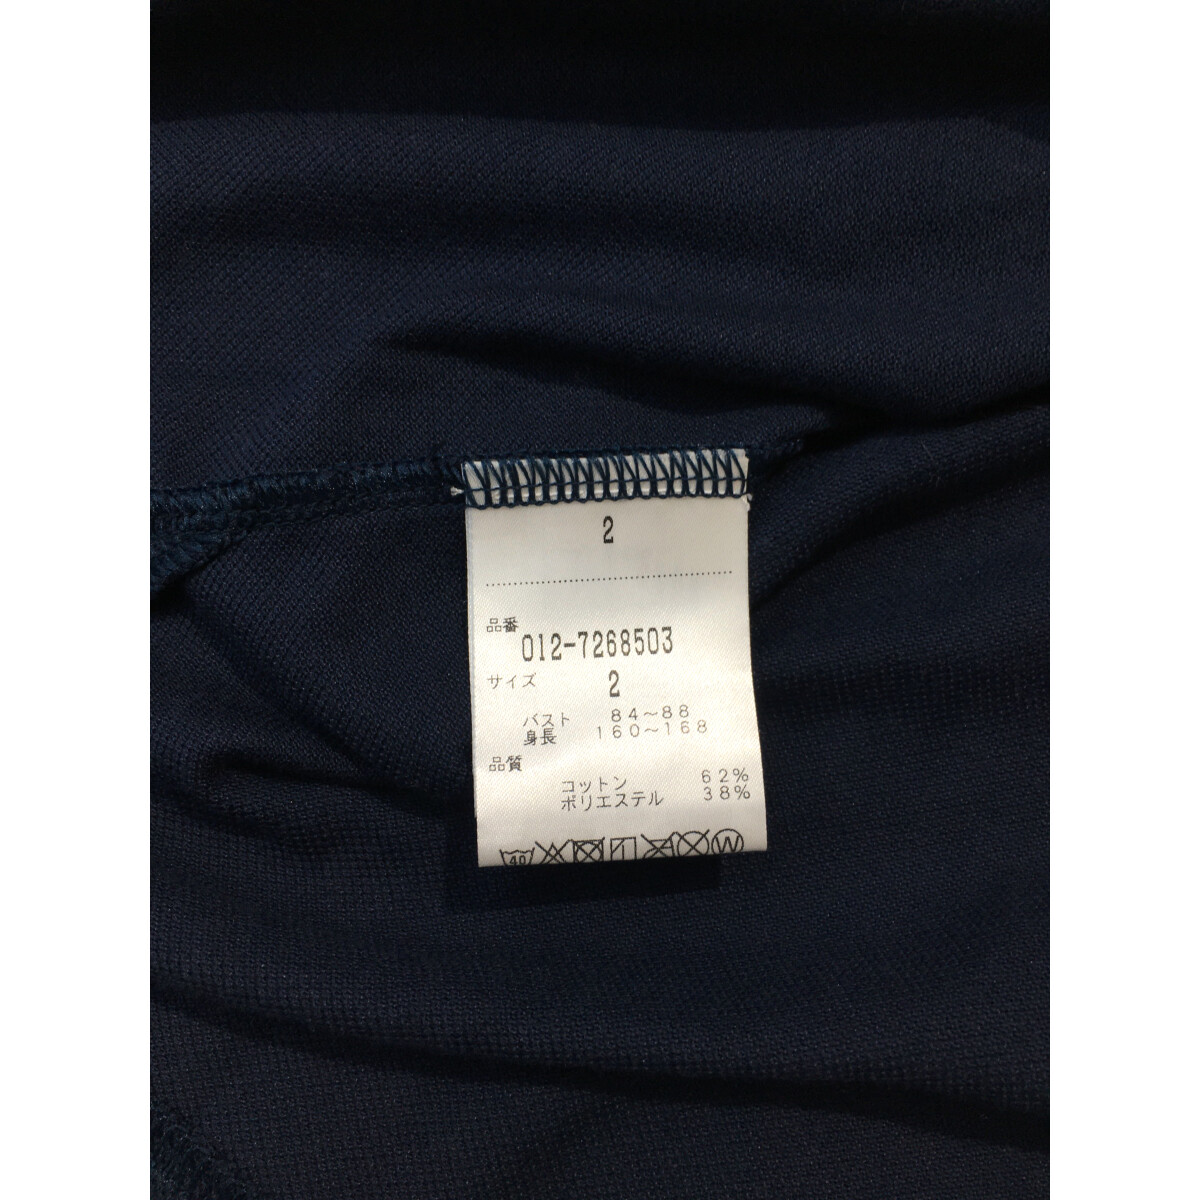 2
品番
012-7268503
サイズ 2
バスト 84~88
身長 160~168
品質
コットン 62%
ポリエステル 38%
40 W